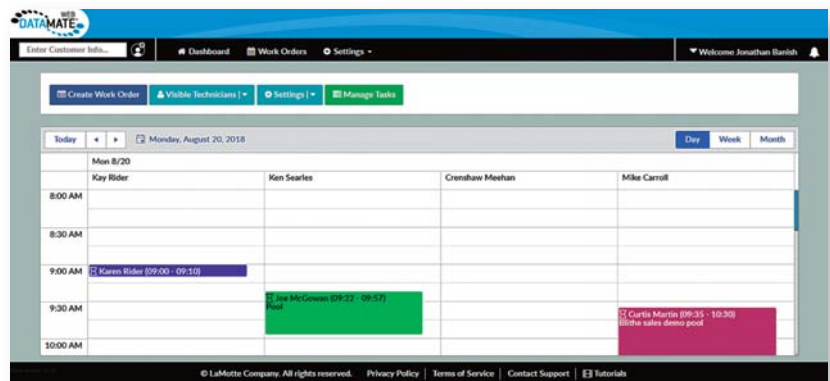 WEB
DATAMATE
Enter Customer Info...
Dashboard Work Orders Settings
Welcome Jonathan Banish
Create Work Order Visible Technicians | Settings | Manage Tasks
Today Monday, August 20, 2018 Day Week Month
Mon 8/20
Kay Rider Ken Searles Crenshaw Meehan Mike Carroll
8:00 AM
8:30 AM
9:00 AM Karen Rider (09:00 - 09:10)
Joe McGowan (09:22 - 09:57)
Pool
9:30 AM
Curtis Martin (09:35 - 10:30)
Blithe sales demo pool
10:00 AM
© LaMotte Company. All rights reserved. Privacy Policy | Terms of Service | Contact Support | Tutorials